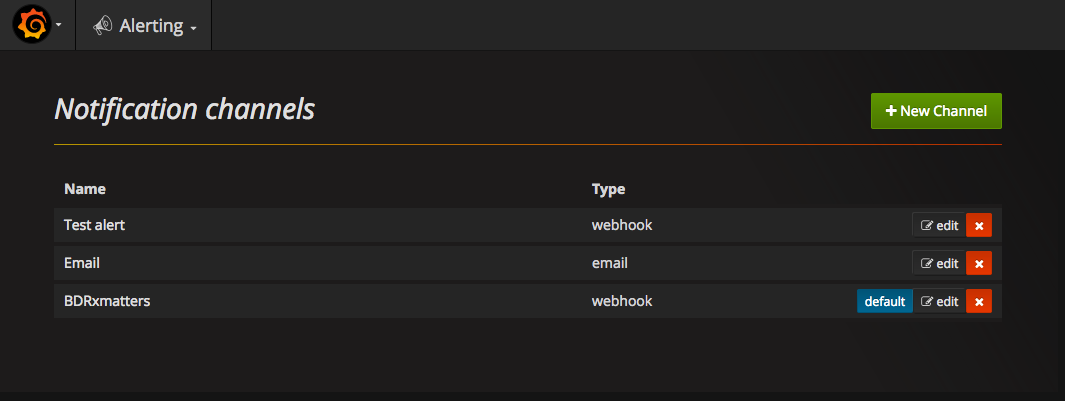 Alerting
Notification channels
New Channel
Name Type
Test alert webhook edit
Email email edit
BDRxmatters webhook default edit